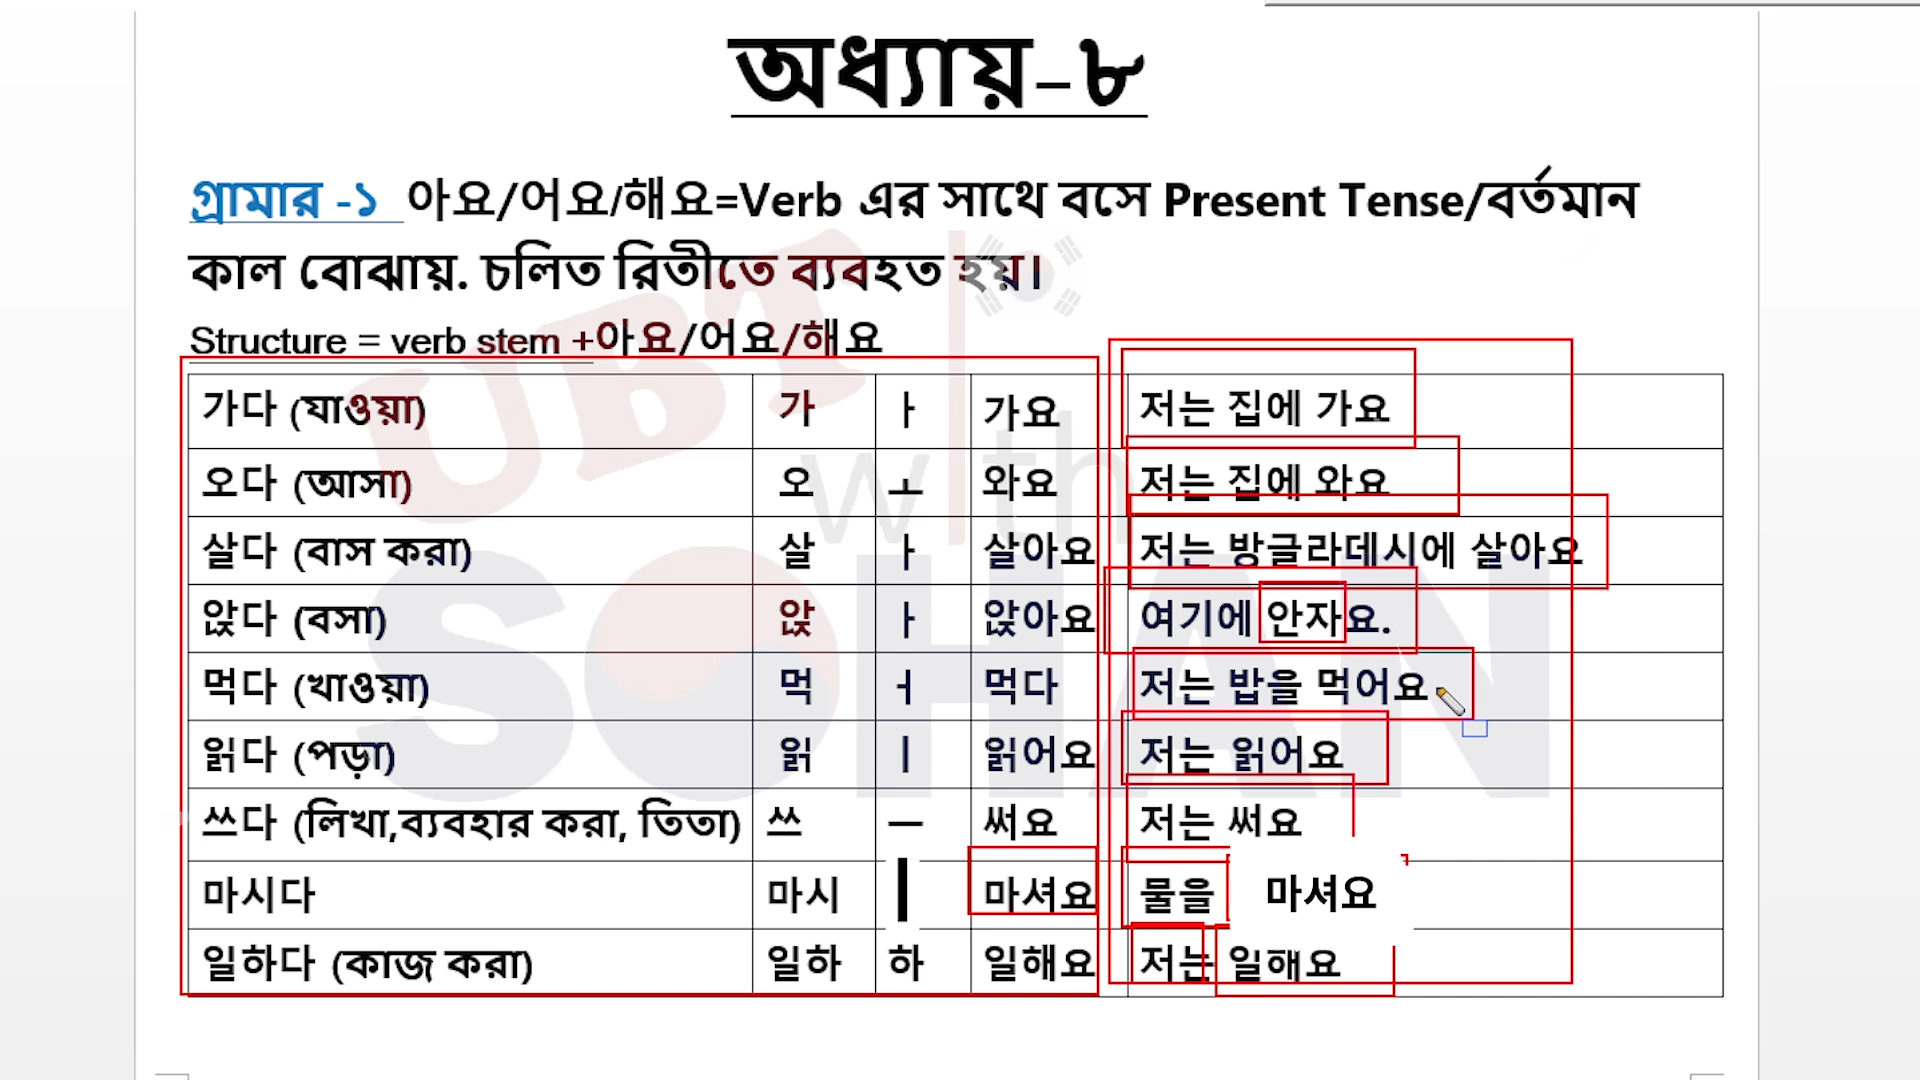 অধ্যায়-৮
গ্রামার -১ 아요/어요/해요=Verb এর সাথে বসে Present Tense/বর্তমান
কাল বোঝায়. চলিত রিতীতে ব্যবহৃত হয়।
Structure = verb stem +아요/어요/해요
가다 (যাওয়া) 가 ㅏ 가요 저는 집에 가요
오다 (আসা) 오 ㅗ 와요 저는 집에 와요
살다 (বাস করা) 살 ㅏ 살아요 저는 방글라데시에 살아요
앉다 (বসা) 앉 ㅏ 앉아요 여기에 안자요.
먹다 (খাওয়া) 먹 ㅓ 먹다 저는 밥을 먹어요
읽다 (পড়া) 읽 ㅣ 읽어요 저는 읽어요
쓰다 (লিখা,ব্যবহার করা, তিতা) 쓰 ㅡ 써요 저는 써요
마시다 마시 ㅣ 마셔요 물을 마셔요
일하다 (কাজ করা) 일하 하 일해요 저는 일해요
UBT
with
SOHAN